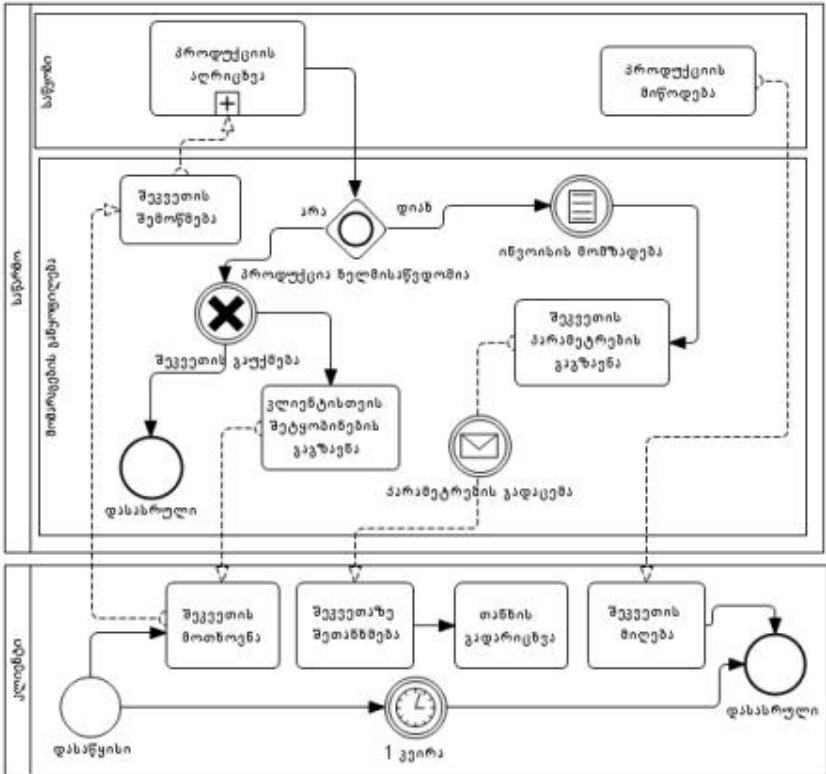 საწარმო
საწყობი
პროდუქციის
აღრიცხვა
პროდუქციის
მიწოდება
მომარაგების განყოფილება
შეკვეთის
შემოწმება
არა
დიახ
პროდუქცია ხელმისაწვდომია
ინვოისის მომზადება
შეკვეთის
პარამეტრების
გაგზავნა
შეკვეთის გაუქმება
კლიენტისთვის
შეტყობინების
გაგზავნა
პარამეტრების გადაცემა
დასასრული
კლიენტი
შეკვეთის
მოთხოვნა
შეკვეთაზე
შეთანხმება
თანხის
გადარიცხვა
შეკვეთის
მიღება
დასაწყისი
1 კვირა
დასასრული